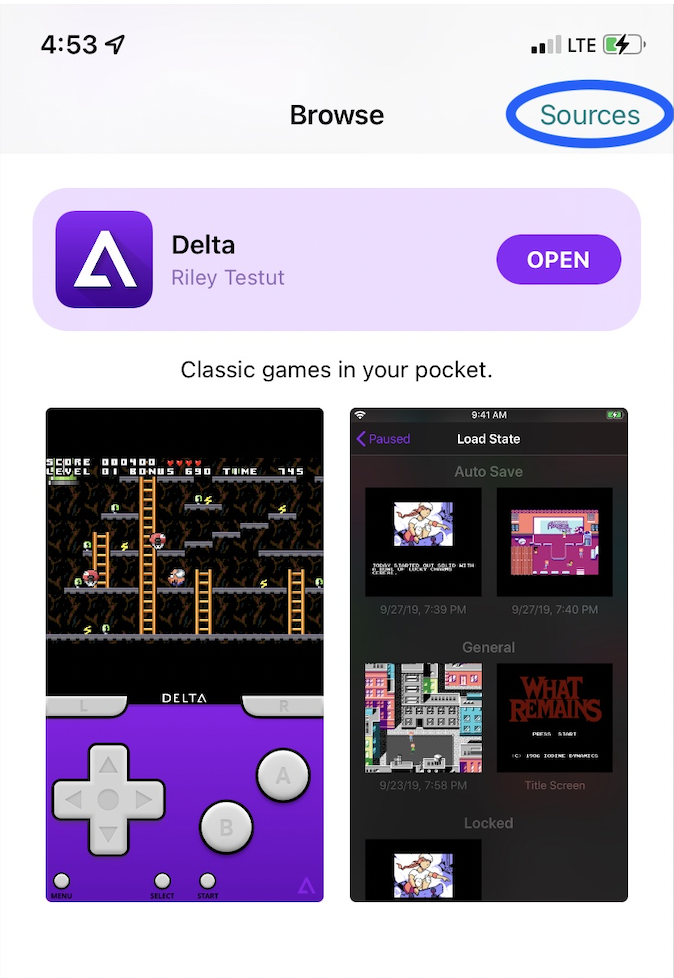 4:53 LTE
Browse Sources
Delta
Riley Testut
OPEN
Classic games in your pocket.
SCORE 000400
LEVEL 01 BONUS 690 TIME 745
DELTA
L R
A
B
MENU SELECT START
9:41 AM
Paused Load State
Auto Save
TODAY STARTED OUT SOLID WITH
A BOWL OF LUCKY CHARMS
CEREAL.
9/27/19, 7:39 PM 9/27/19, 7:40 PM
General
WHAT
REMAINS
PRESS START
(C) 1986 IODINE DYNAMICS
9/23/19, 7:58 PM Title Screen
Locked